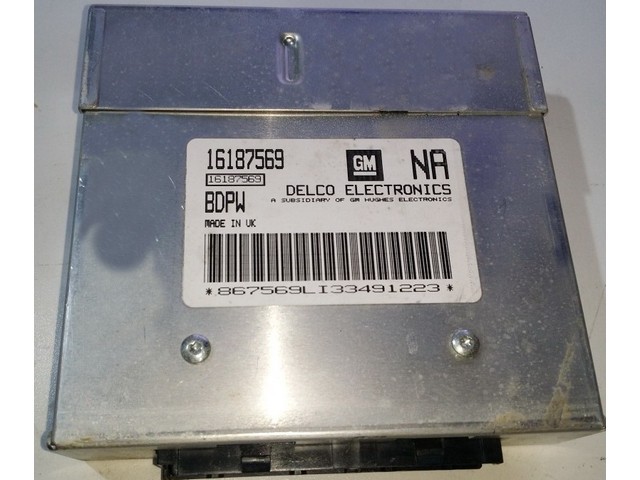 16187569 GM NA
16187569 DELCO ELECTRONICS
BDPW A SUBSIDIARY OF GM HUGHES ELECTRONICS
MADE IN UK
*867569LI33491223*